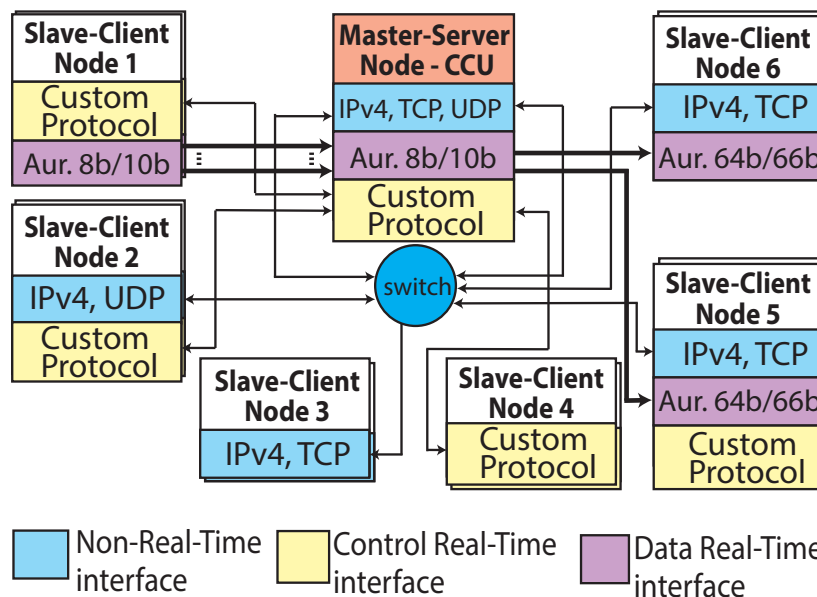 Slave-Client
Node 1
Custom
Protocol
Aur. 8b/10b
Master-Server
Node - CCU
IPv4, TCP, UDP
Aur. 8b/10b
Custom
Protocol
Slave-Client
Node 6
IPv4, TCP
Aur. 64b/66b
Slave-Client
Node 2
IPv4, UDP
Custom
Protocol
switch
Slave-Client
Node 5
IPv4, TCP
Aur. 64b/66b
Custom
Protocol
Slave-Client
Node 3
IPv4, TCP
Slave-Client
Node 4
Custom
Protocol
Non-Real-Time
interface
Control Real-Time
interface
Data Real-Time
interface